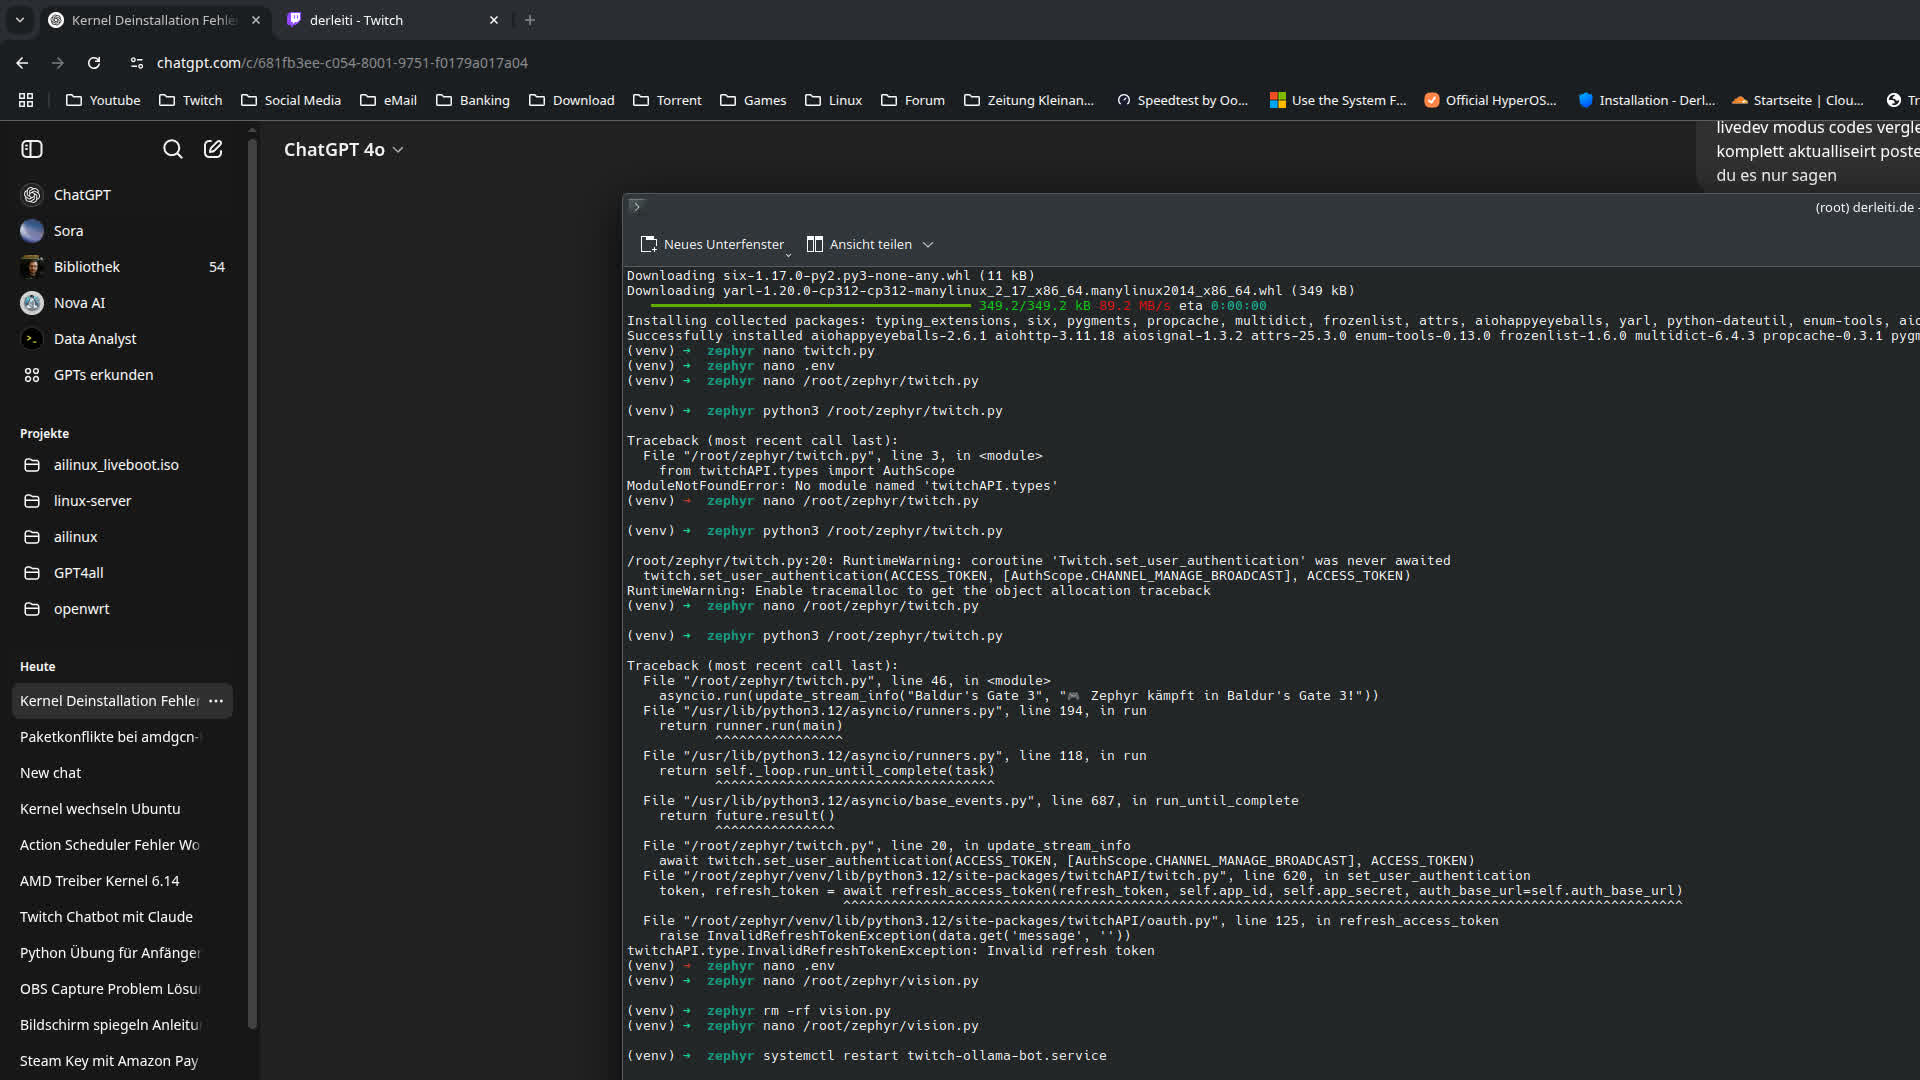 Kernel Deinstallation Fehle
derleiti - Twitch
chatgpt.com/c/681fb3ee-c054-8001-9751-f0179a017a04
Youtube
Twitch
Social Media
eMail
Banking
Download
Torrent
Games
Linux
Forum
Zeitung Kleinan...
Speedtest by Oo...
Use the System F...
Official HyperOS...
Installation - Derl...
Startseite | Clou...
Tr
ChatGPT 4o
livedev modus codes vergle
komplett aktualliseirt poste
du es nur sagen
ChatGPT
Sora
Bibliothek 54
Nova AI
Data Analyst
GPTs erkunden
Projekte
ailinux_liveboot.iso
linux-server
ailinux
GPT4all
openwrt
Heute
Kernel Deinstallation Fehler
Paketkonflikte bei amdgcn-
New chat
Kernel wechseln Ubuntu
Action Scheduler Fehler Wo
AMD Treiber Kernel 6.14
Twitch Chatbot mit Claude
Python Übung für Anfänger
OBS Capture Problem Lösu
Bildschirm spiegeln Anleitu
Steam Key mit Amazon Pay
(root) derleiti.de -
Neues Unterfenster
Ansicht teilen
Downloading six-1.17.0-py2.py3-none-any.whl (11 kB)
Downloading yarl-1.20.0-cp312-cp312-manylinux_2_17_x86_64.manylinux2014_x86_64.whl (349 kB)
349.2/349.2 kB 89.2 MB/s eta 0:00:00
Installing collected packages: typing_extensions, six, pygments, propcache, multidict, frozenlist, attrs, aiohappyeyeballs, yarl, python-dateutil, enum-tools, aio
Successfully installed aiohappyeyeballs-2.6.1 aiohttp-3.11.18 aiosignal-1.3.2 attrs-25.3.0 enum-tools-0.13.0 frozenlist-1.6.0 multidict-6.4.3 propcache-0.3.1 pygm
(venv) ➜  zephyr nano twitch.py
(venv) ➜  zephyr nano .env
(venv) ➜  zephyr nano /root/zephyr/twitch.py
(venv) ➜  zephyr python3 /root/zephyr/twitch.py
Traceback (most recent call last):
  File "/root/zephyr/twitch.py", line 3, in <module>
    from twitchAPI.types import AuthScope
ModuleNotFoundError: No module named 'twitchAPI.types'
(venv) ➜  zephyr nano /root/zephyr/twitch.py
(venv) ➜  zephyr python3 /root/zephyr/twitch.py
/root/zephyr/twitch.py:20: RuntimeWarning: coroutine 'Twitch.set_user_authentication' was never awaited
  twitch.set_user_authentication(ACCESS_TOKEN, [AuthScope.CHANNEL_MANAGE_BROADCAST], ACCESS_TOKEN)
RuntimeWarning: Enable tracemalloc to get the object allocation traceback
(venv) ➜  zephyr nano /root/zephyr/twitch.py
(venv) ➜  zephyr python3 /root/zephyr/twitch.py
Traceback (most recent call last):
  File "/root/zephyr/twitch.py", line 46, in <module>
    asyncio.run(update_stream_info("Baldur's Gate 3", "🎮 Zephyr kämpft in Baldur's Gate 3!"))
  File "/usr/lib/python3.12/asyncio/runners.py", line 194, in run
    return runner.run(main)
           ^^^^^^^^^^^^^^^^
  File "/usr/lib/python3.12/asyncio/runners.py", line 118, in run
    return self._loop.run_until_complete(task)
           ^^^^^^^^^^^^^^^^^^^^^^^^^^^^^^^^^^^
  File "/usr/lib/python3.12/asyncio/base_events.py", line 687, in run_until_complete
    return future.result()
           ^^^^^^^^^^^^^^^
  File "/root/zephyr/twitch.py", line 20, in update_stream_info
    await twitch.set_user_authentication(ACCESS_TOKEN, [AuthScope.CHANNEL_MANAGE_BROADCAST], ACCESS_TOKEN)
  File "/root/zephyr/venv/lib/python3.12/site-packages/twitchAPI/twitch.py", line 620, in set_user_authentication
    token, refresh_token = await refresh_access_token(refresh_token, self.app_id, self.app_secret, auth_base_url=self.auth_base_url)
                           ^^^^^^^^^^^^^^^^^^^^^^^^^^^^^^^^^^^^^^^^^^^^^^^^^^^^^^^^^^^^^^^^^^^^^^^^^^^^^^^^^^^^^^^^^^^^^^^^^^^^^^^^^
  File "/root/zephyr/venv/lib/python3.12/site-packages/twitchAPI/oauth.py", line 125, in refresh_access_token
    raise InvalidRefreshTokenException(data.get('message', ''))
twitchAPI.type.InvalidRefreshTokenException: Invalid refresh token
(venv) ➜  zephyr nano .env
(venv) ➜  zephyr nano /root/zephyr/vision.py
(venv) ➜  zephyr rm -rf vision.py
(venv) ➜  zephyr nano /root/zephyr/vision.py
(venv) ➜  zephyr systemctl restart twitch-ollama-bot.service